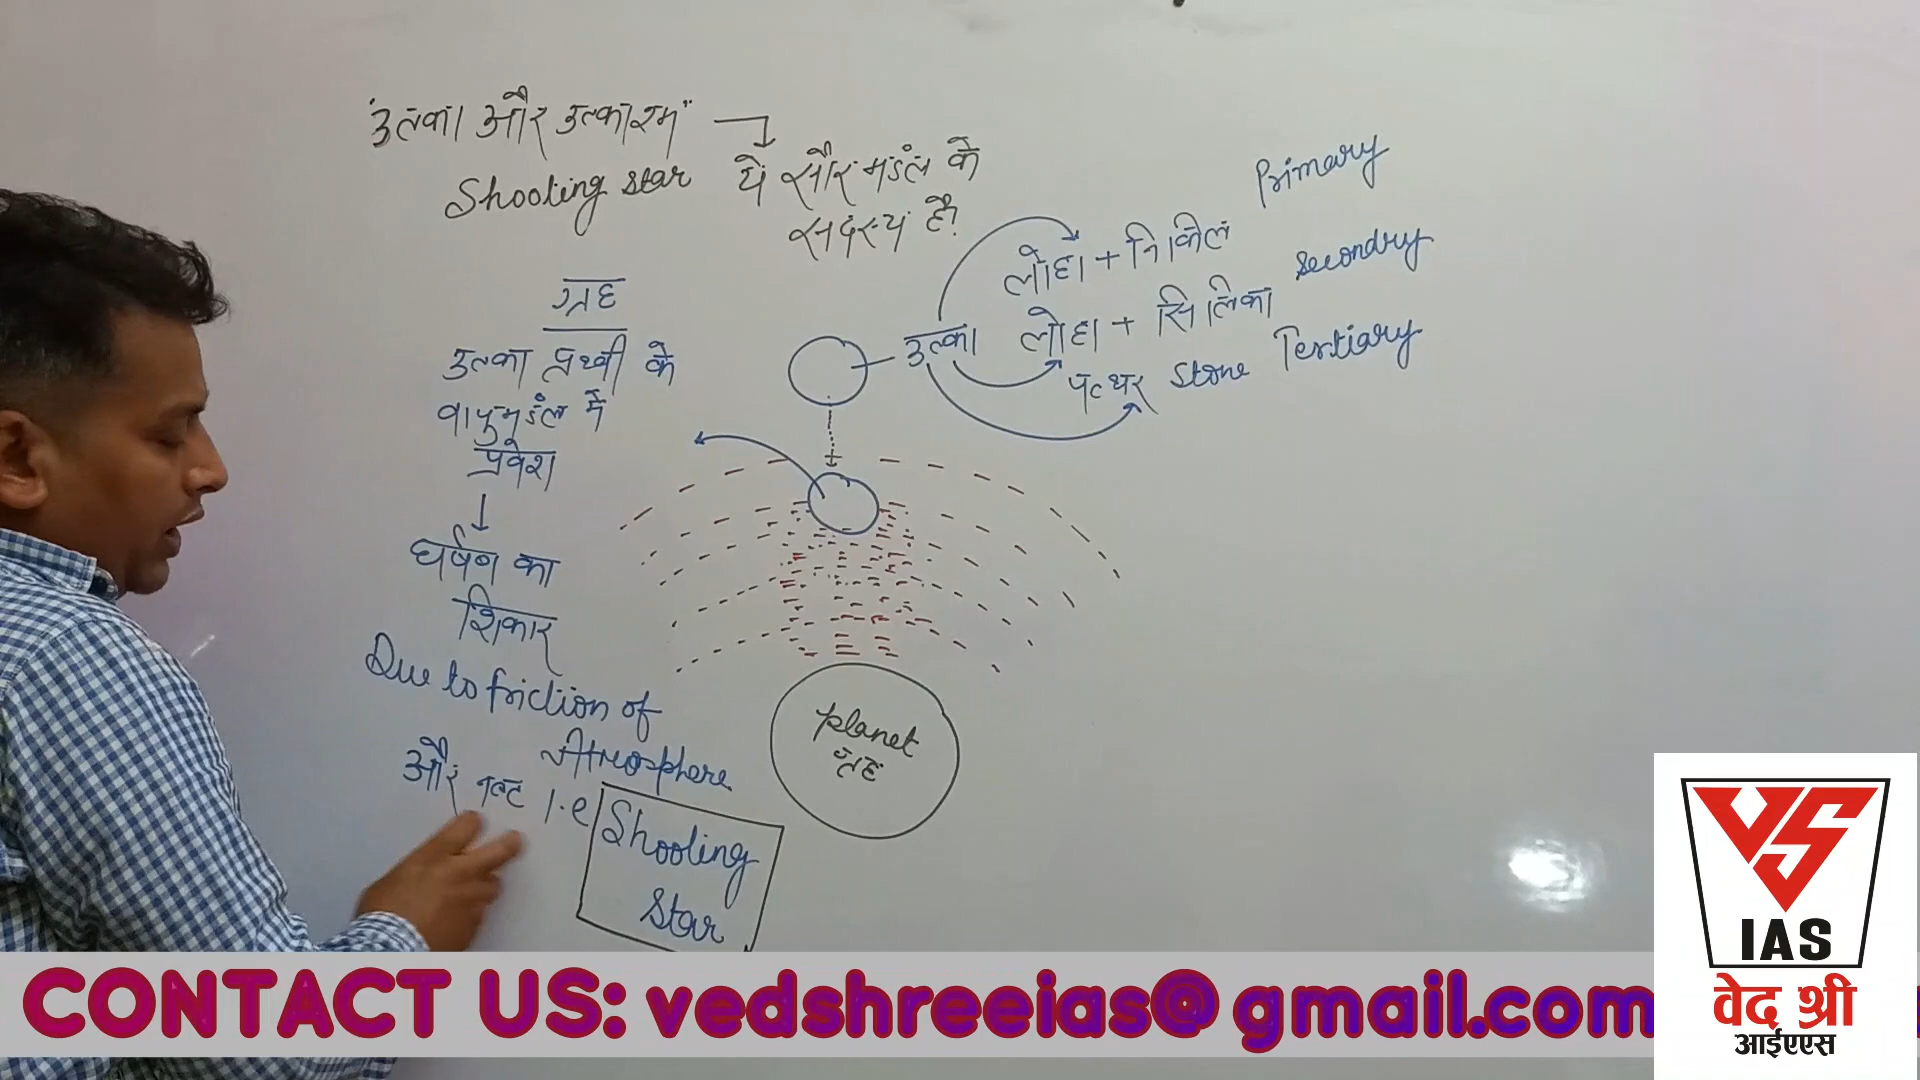 "उल्का और उल्काश्म"
Shooting star
ये सौरमंडल के
सदस्य है?
Primary
लोहा + निकिल
Secondry
लोहा + सिलिका
उल्का
पत्थर Stone Tertiary
ग्रह
उल्का पृथ्वी के
वायुमंडल में
प्रवेश
घर्षण का
शिकार
Due to friction of
Atmosphere
और नष्ट i.e
Shooting
Star
planet
ग्रह
CONTACT US: vedshreeias@gmail.com
VS
IAS
वेद श्री
आईएएस